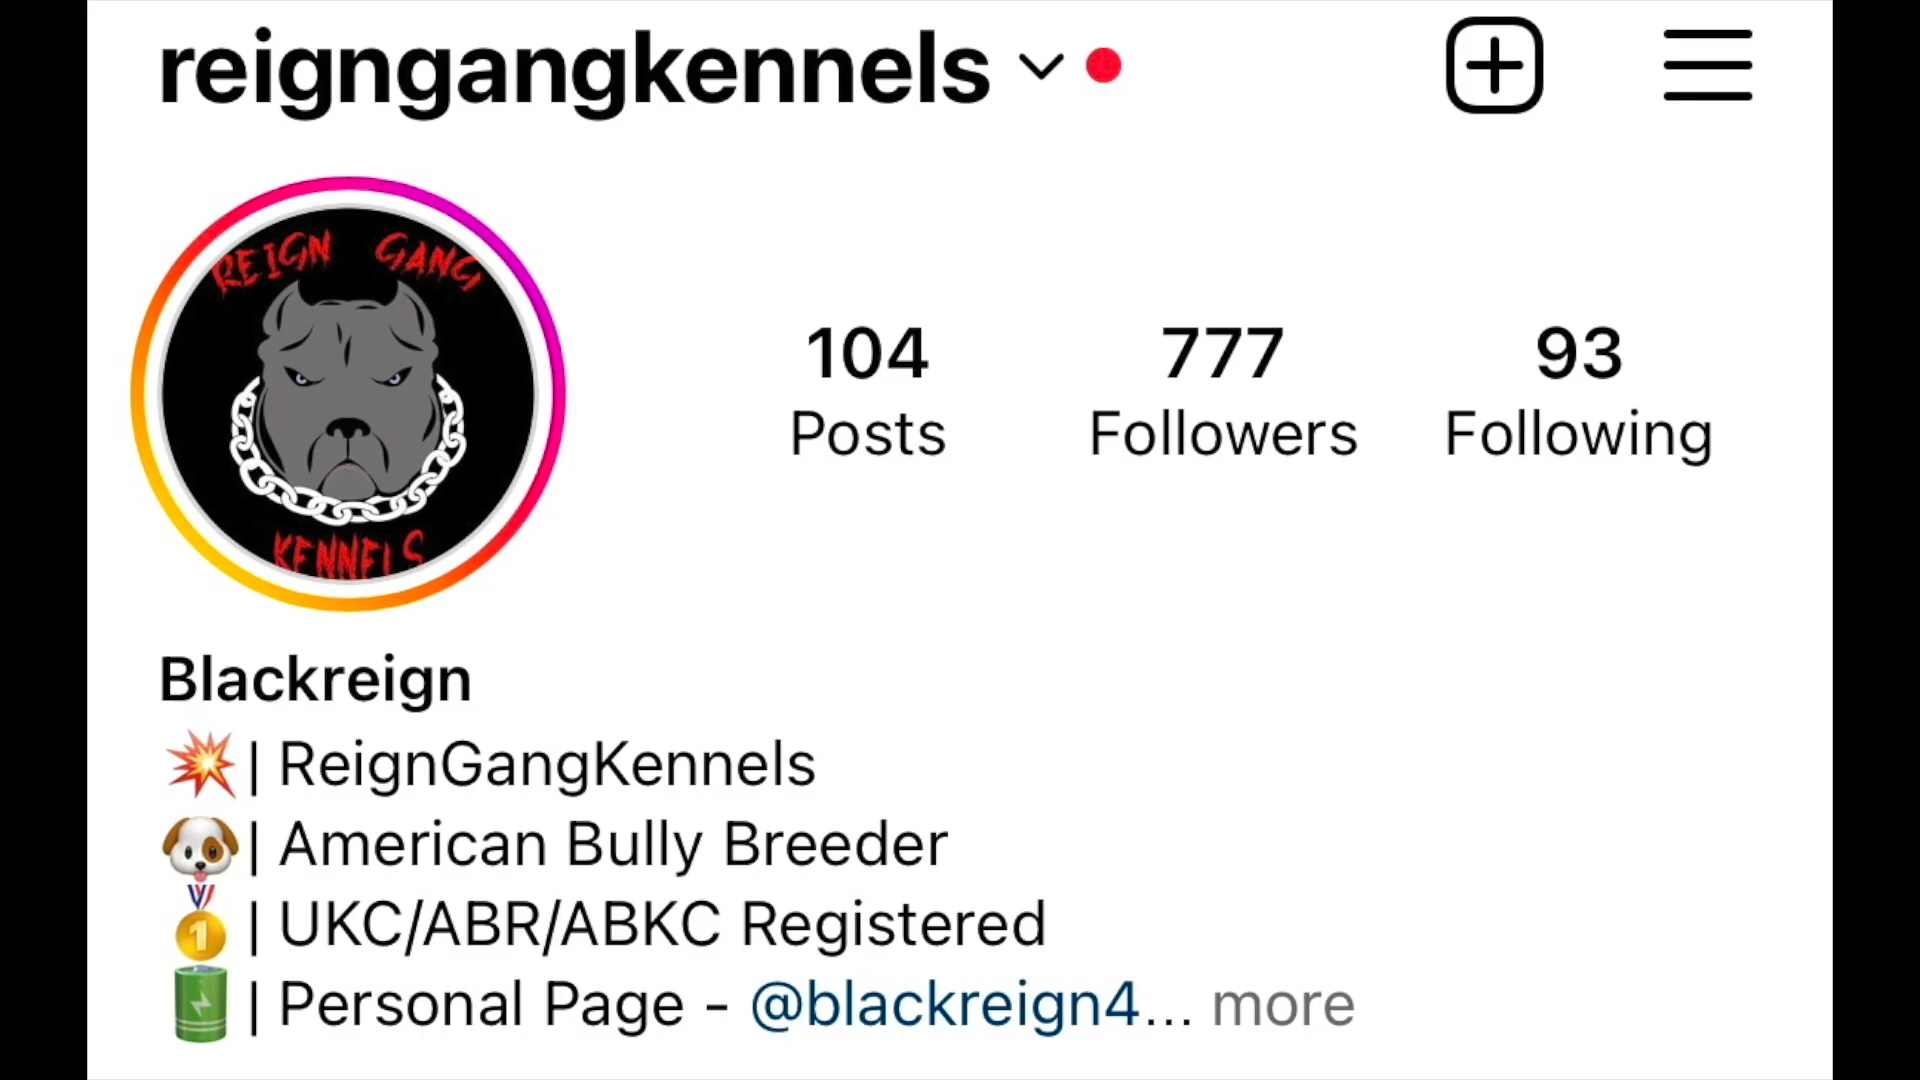 reigngangkennels
REIGN GANG
KENNELS
104 777 93
Posts Followers Following
Blackreign
💥| ReignGangKennels
🐶| American Bully Breeder
🥇| UKC/ABR/ABKC Registered
🔋| Personal Page - @blackreign4... more